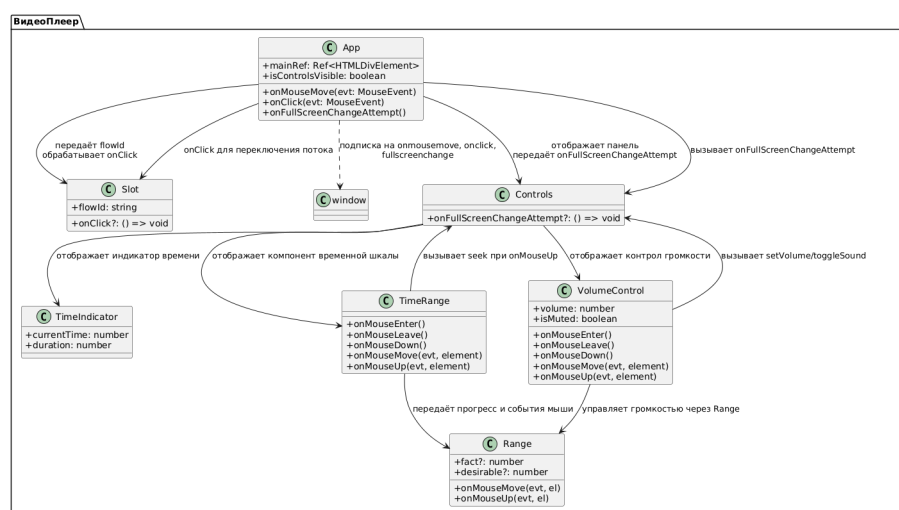 ВидеоПлеер
C App
+mainRef: Ref<HTMLDivElement>
+isControlsVisible: boolean
+onMouseMove(evt: MouseEvent)
+onClick(evt: MouseEvent)
+onFullScreenChangeAttempt()
передаёт flowId
обрабатывает onClick
onClick для переключения потока
подписка на onmousemove, onclick,
fullscreenchange
отображает панель
передаёт onFullScreenChangeAttempt
вызывает onFullScreenChangeAttempt
C Slot
+flowId: string
+onClick?: () => void
C window
C Controls
+onFullScreenChangeAttempt?: () => void
отображает индикатор времени
отображает компонент временной шкалы
вызывает seek при onMouseUp
отображает контрол громкости
вызывает setVolume/toggleSound
C TimeIndicator
+currentTime: number
+duration: number
C TimeRange
+onMouseEnter()
+onMouseLeave()
+onMouseDown()
+onMouseMove(evt, element)
+onMouseUp(evt, element)
C VolumeControl
+volume: number
+isMuted: boolean
+onMouseEnter()
+onMouseLeave()
+onMouseDown()
+onMouseMove(evt, element)
+onMouseUp(evt, element)
передаёт прогресс и события мыши
управляет громкостью через Range
C Range
+fact?: number
+desirable?: number
+onMouseMove(evt, el)
+onMouseUp(evt, el)